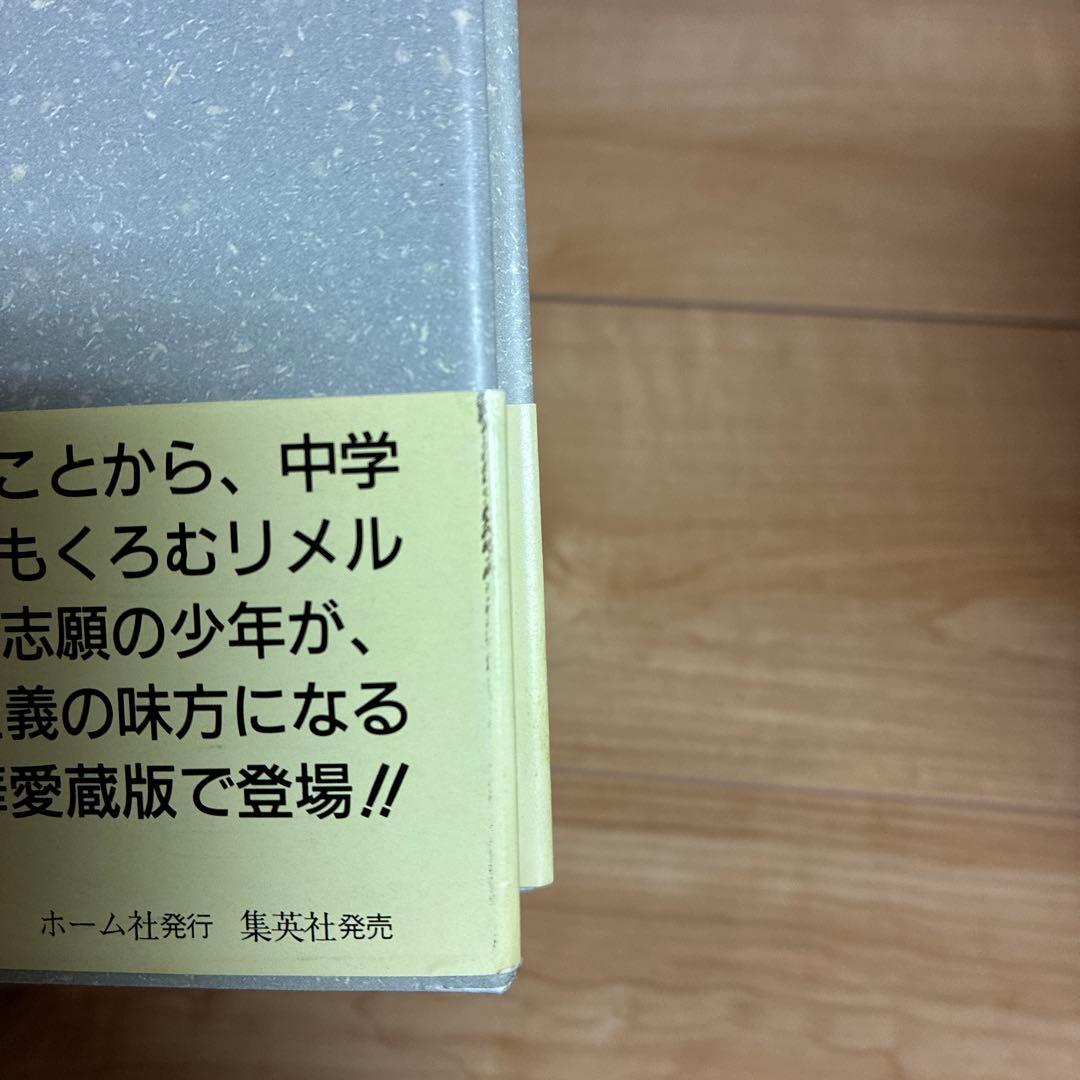 ことから、中学
もくろむリメル
志願の少年が、
義の味方になる
愛蔵版で登場!!
ホーム社発行 集英社発売